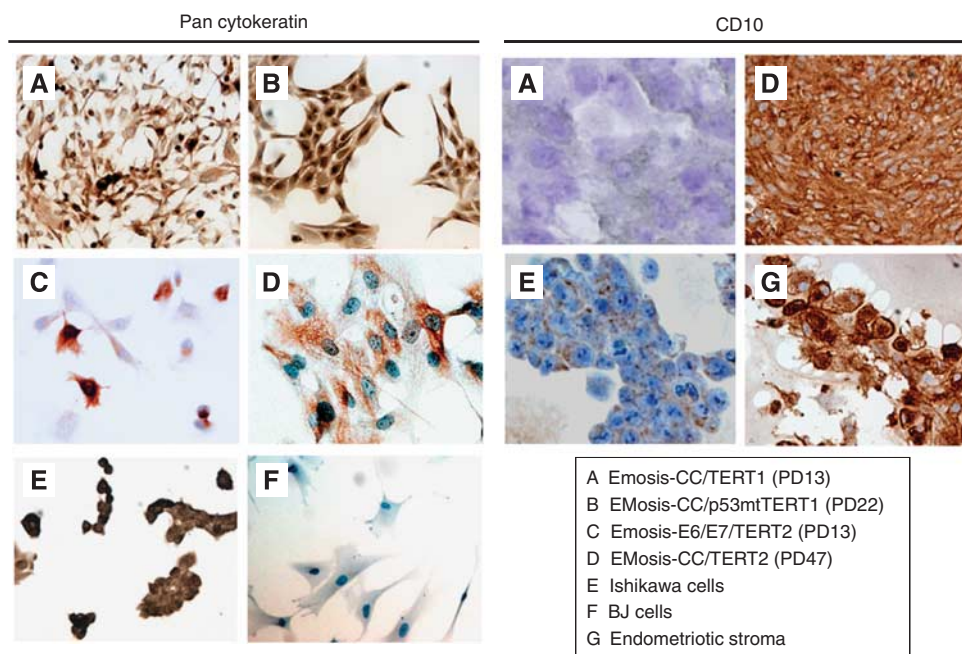 Pan cytokeratin
CD10
A
B
A
D
C
D
E
G
E
F
A Emosis-CC/TERT1 (PD13)
B EMosis-CC/p53mtTERT1 (PD22)
C Emosis-E6/E7/TERT2 (PD13)
D EMosis-CC/TERT2 (PD47)
E Ishikawa cells
F BJ cells
G Endometriotic stroma